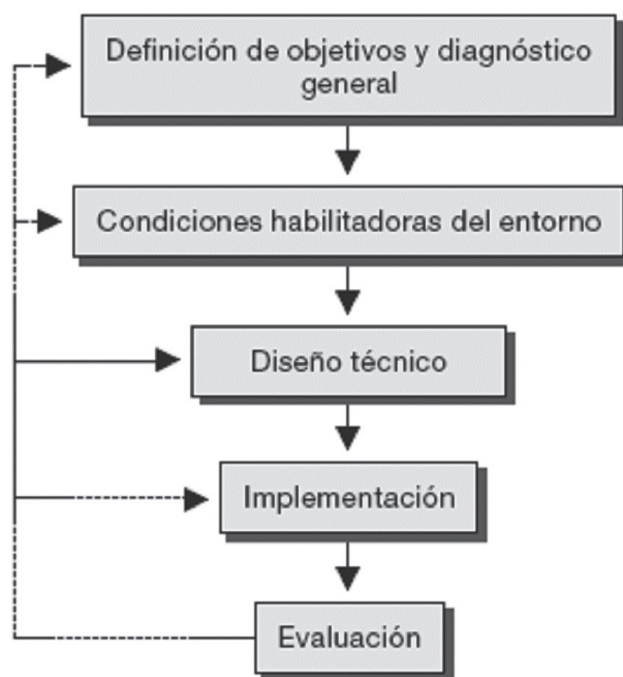 Definición de objetivos y diagnóstico
general
Condiciones habilitadoras del entorno
Diseño técnico
Implementación
Evaluación